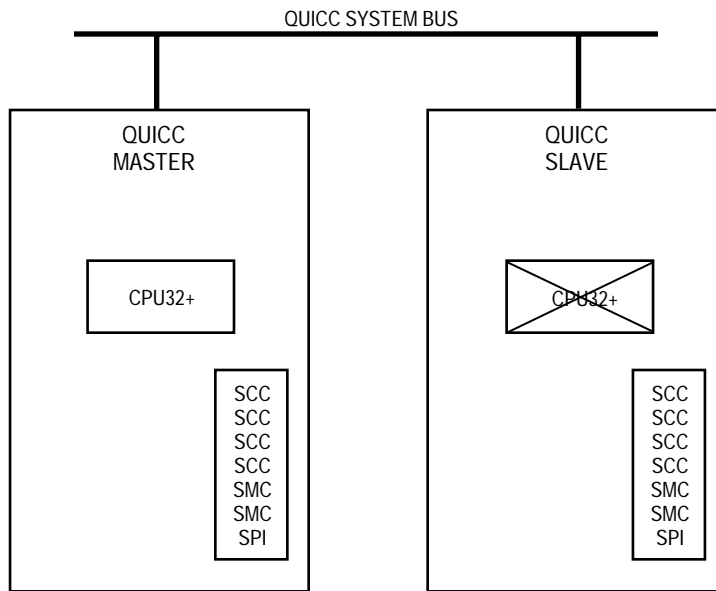 QUICC SYSTEM BUS
QUICC
MASTER
CPU32+
SCC
SCC
SCC
SCC
SMC
SMC
SPI
QUICC
SLAVE
CPU32+
SCC
SCC
SCC
SCC
SMC
SMC
SPI